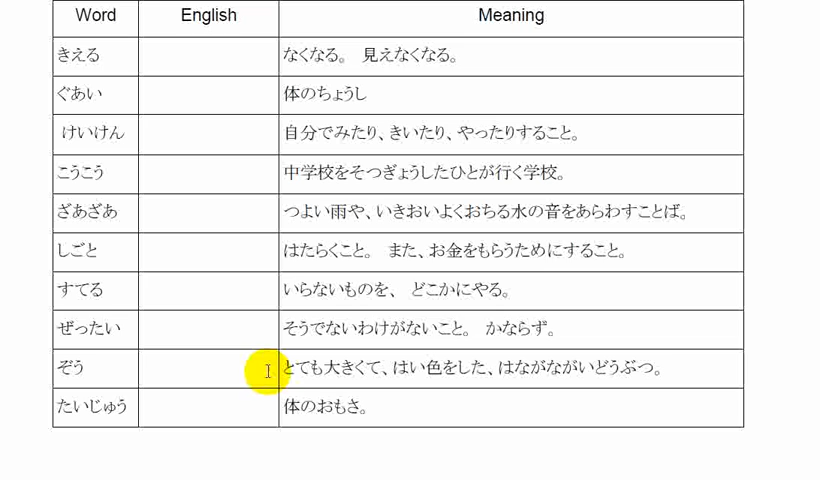 Word English Meaning
きえる なくなる。 見えなくなる。
ぐあい 体のちょうし
けいけん 自分でみたり、きいたり、やったりすること。
こうこう 中学校をそつぎょうしたひとが行く学校。
ざあざあ つよい雨や、いきおいよくおちる水の音をあらわすことば。
しごと はたらくこと。 また、お金をもらうためにすること。
すてる いらないものを、 どこかにやる。
ぜったい そうでないわけがないこと。 かならず。
ぞう とても大きくて、はい色をした、はながながいどうぶつ。
たいじゅう 体のおもさ。